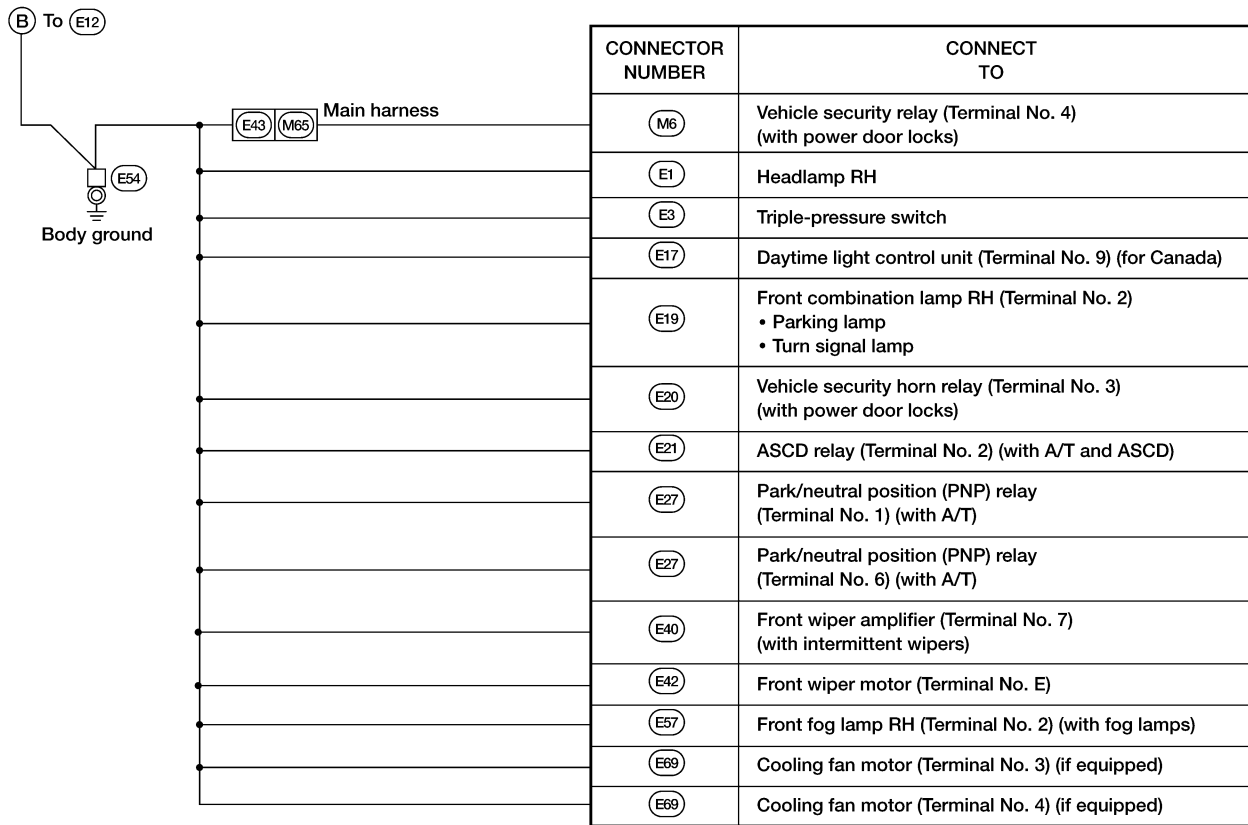 B To E12
E54
Body ground
E43 M65 Main harness
CONNECTOR NUMBER
CONNECT TO
M6
Vehicle security relay (Terminal No. 4)
(with power door locks)
E1
Headlamp RH
E3
Triple-pressure switch
E17
Daytime light control unit (Terminal No. 9) (for Canada)
E19
Front combination lamp RH (Terminal No. 2)
• Parking lamp
• Turn signal lamp
E20
Vehicle security horn relay (Terminal No. 3)
(with power door locks)
E21
ASCD relay (Terminal No. 2) (with A/T and ASCD)
E27
Park/neutral position (PNP) relay
(Terminal No. 1) (with A/T)
E27
Park/neutral position (PNP) relay
(Terminal No. 6) (with A/T)
E40
Front wiper amplifier (Terminal No. 7)
(with intermittent wipers)
E42
Front wiper motor (Terminal No. E)
E57
Front fog lamp RH (Terminal No. 2) (with fog lamps)
E69
Cooling fan motor (Terminal No. 3) (if equipped)
E69
Cooling fan motor (Terminal No. 4) (if equipped)